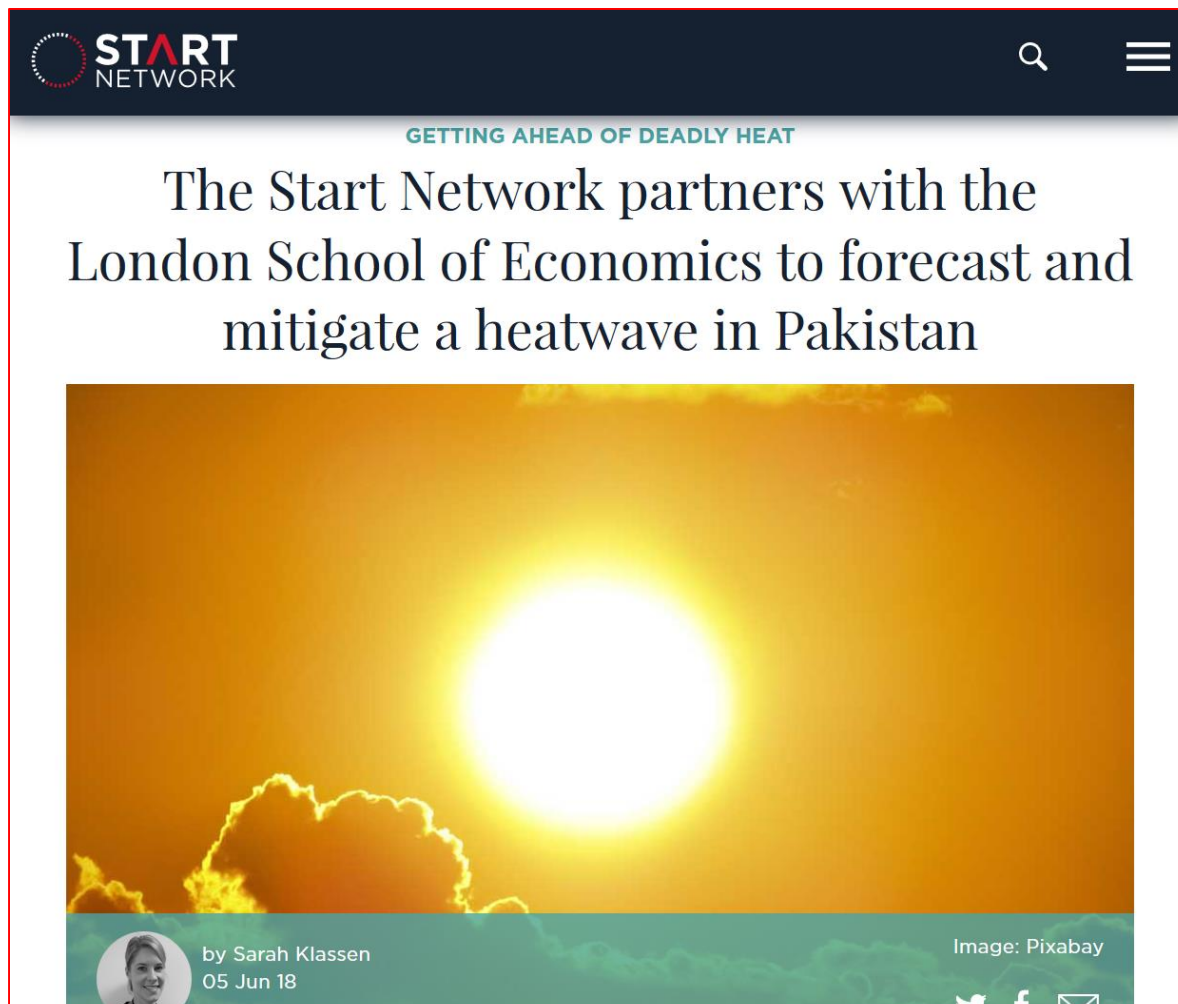 START
NETWORK
GETTING AHEAD OF DEADLY HEAT
The Start Network partners with the
London School of Economics to forecast and
mitigate a heatwave in Pakistan
by Sarah Klassen
05 Jun 18
Image: Pixabay